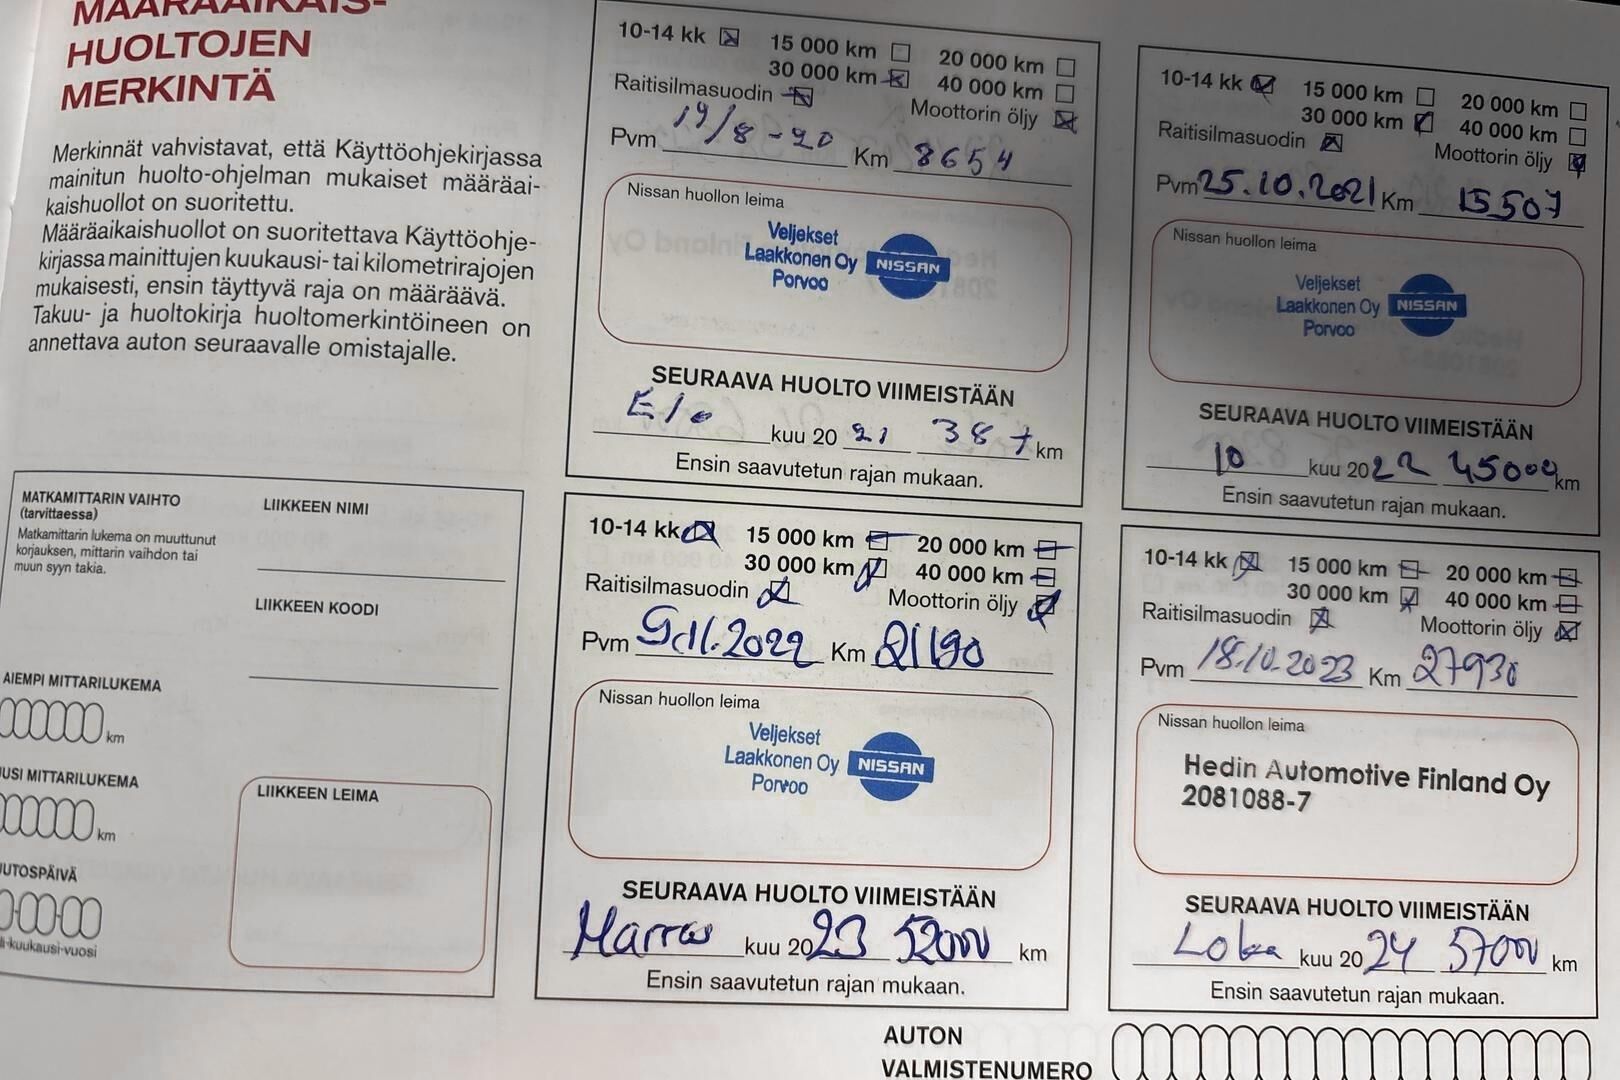 MÄÄRÄAIKAIS-
HUOLTOJEN
MERKINTÄ
Merkinnät vahvistavat, että Käyttöohjekirjassa
mainitun huolto-ohjelman mukaiset määräai-
kaishuollot on suoritettu.
Määräaikaishuollot on suoritettava Käyttöohje-
kirjassa mainittujen kuukausi- tai kilometrirajojen
mukaisesti, ensin täyttyvä raja on määräävä.
Takuu- ja huoltokirja huoltomerkintöineen on
annettava auton seuraavalle omistajalle.
MATKAMITTARIN VAIHTO
(tarvittaessa)
Matkamittarin lukema on muuttunut
korjauksen, mittarin vaihdon tai
muun syyn takia.
LIIKKEEN NIMI
LIIKKEEN KOODI
AIEMPI MITTARILUKEMA
km
UUSI MITTARILUKEMA
km
UTOSPÄIVÄ
i-kuukausi-vuosi
LIIKKEEN LEIMA
10-14 kk 15 000 km 20 000 km
30 000 km 40 000 km
Raitisilmasuodin Moottorin öljy
Pvm 19/8-20 Km 8654
Nissan huollon leima
Veljekset
Laakkonen Oy NISSAN
Porvoo
SEURAAVA HUOLTO VIIMEISTÄÄN
Elo kuu 20 21 38 t km
Ensin saavutetun rajan mukaan.
10-14 kk 15 000 km 20 000 km
30 000 km 40 000 km
Raitisilmasuodin Moottorin öljy
Pvm 25.10.2021 Km 15507
Nissan huollon leima
Veljekset
Laakkonen Oy NISSAN
Porvoo
SEURAAVA HUOLTO VIIMEISTÄÄN
10 kuu 20 22 45000 km
Ensin saavutetun rajan mukaan.
10-14 kk 15 000 km 20 000 km
30 000 km 40 000 km
Raitisilmasuodin Moottorin öljy
Pvm 9.11.2022 Km 21190
Nissan huollon leima
Veljekset
Laakkonen Oy NISSAN
Porvoo
SEURAAVA HUOLTO VIIMEISTÄÄN
Marras kuu 20 23 52000 km
Ensin saavutetun rajan mukaan.
10-14 kk 15 000 km 20 000 km
30 000 km 40 000 km
Raitisilmasuodin Moottorin öljy
Pvm 18.10.2023 Km 27930
Nissan huollon leima
Hedin Automotive Finland Oy
2081088-7
SEURAAVA HUOLTO VIIMEISTÄÄN
Loka kuu 20 24 57000 km
Ensin saavutetun rajan mukaan.
AUTON
VALMISTENUMERO